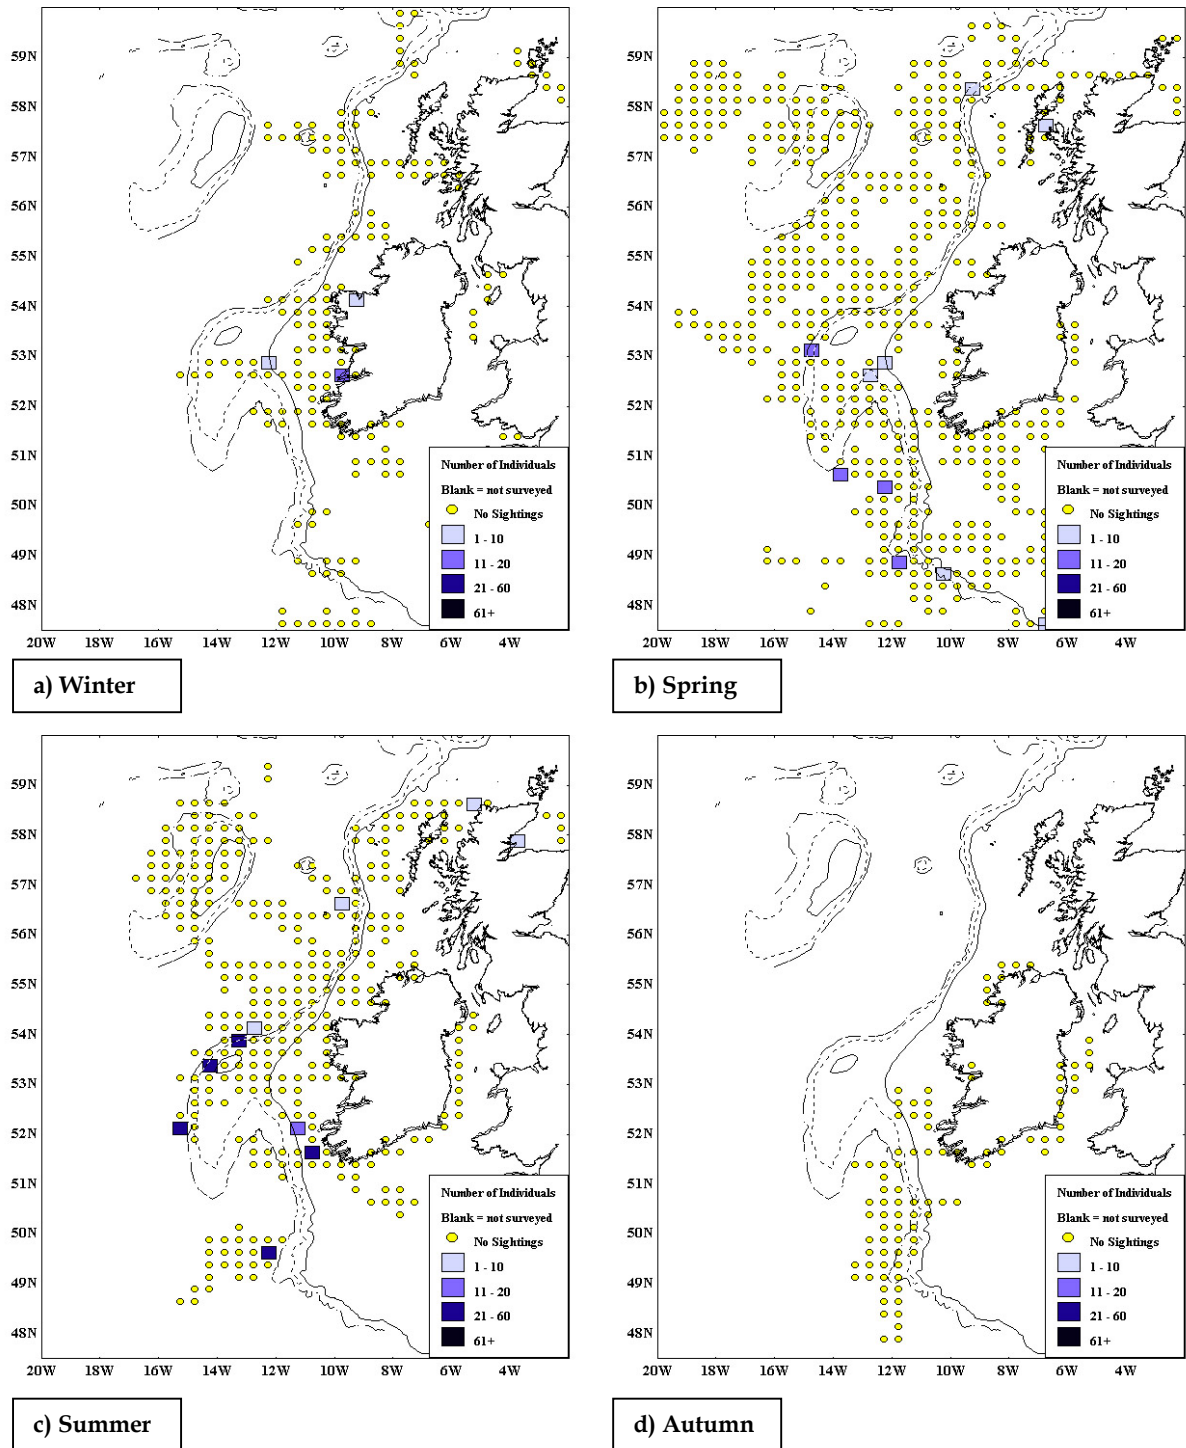 59N
58N
57N
56N
55N
54N
53N
52N
51N
50N
49N
48N
20W 18W 16W 14W 12W 10W 8W 6W 4W
Number of Individuals
Blank = not surveyed
No Sightings
1 - 10
11 - 20
21 - 60
61+
a) Winter
59N
58N
57N
56N
55N
54N
53N
52N
51N
50N
49N
48N
20W 18W 16W 14W 12W 10W 8W 6W 4W
Number of Individuals
Blank = not surveyed
No Sightings
1 - 10
11 - 20
21 - 60
61+
b) Spring
59N
58N
57N
56N
55N
54N
53N
52N
51N
50N
49N
48N
20W 18W 16W 14W 12W 10W 8W 6W 4W
Number of Individuals
Blank = not surveyed
No Sightings
1 - 10
11 - 20
21 - 60
61+
c) Summer
59N
58N
57N
56N
55N
54N
53N
52N
51N
50N
49N
48N
20W 18W 16W 14W 12W 10W 8W 6W 4W
Number of Individuals
Blank = not surveyed
No Sightings
1 - 10
11 - 20
21 - 60
61+
d) Autumn